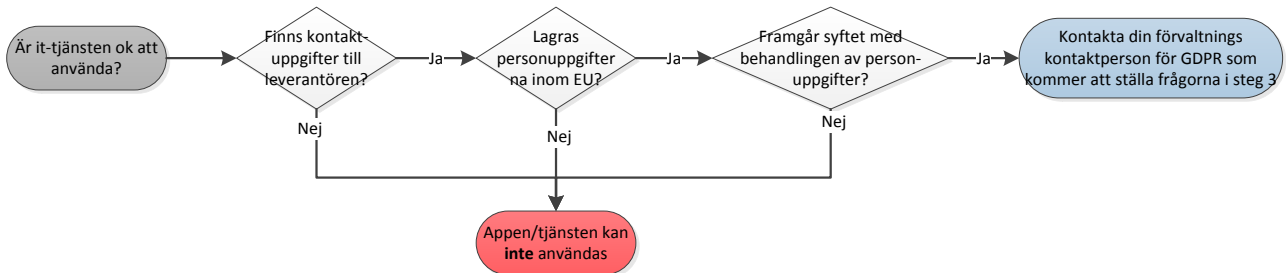 Är it-tjänsten ok att
använda?
Finns kontakt-
uppgifter till
leverantören?
Ja
Lagras
personuppgifter
na inom EU?
Ja
Framgår syftet med
behandlingen av person-
uppgifter?
Ja
Kontakta din förvaltnings
kontaktperson för GDPR som
kommer att ställa frågorna i steg 3
Nej
Nej
Nej
Appen/tjänsten kan
inte användas